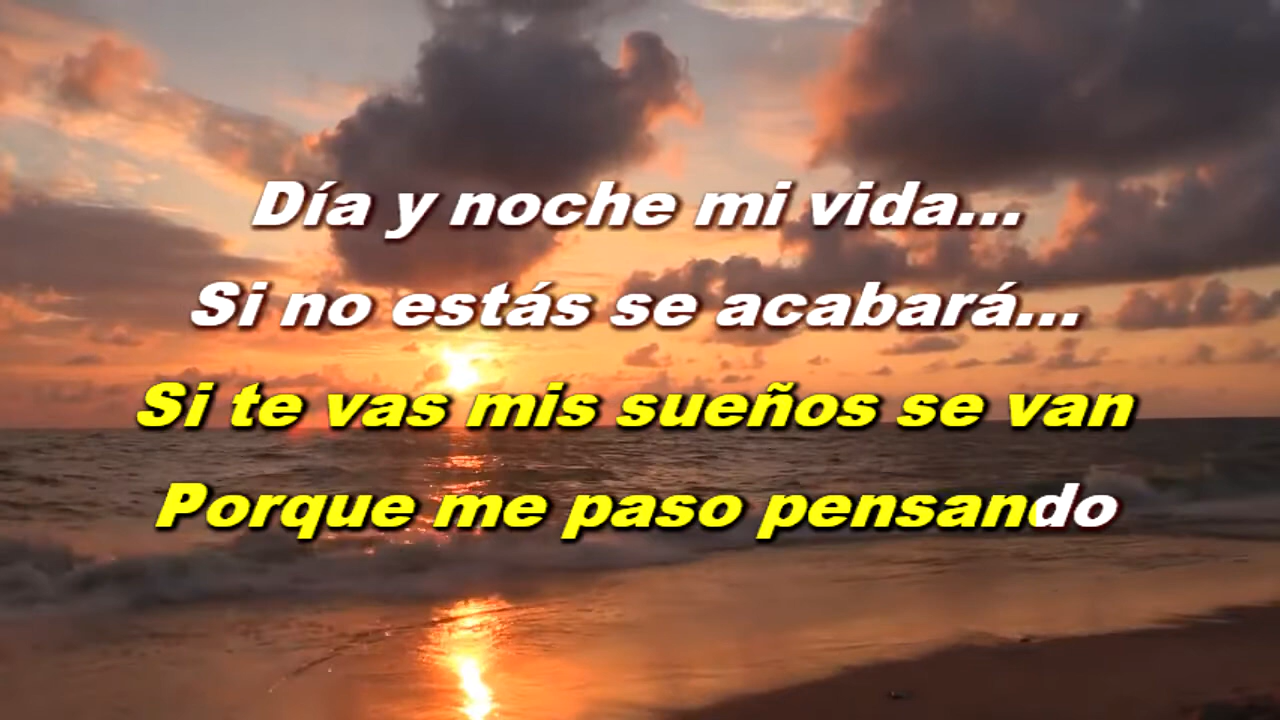 Día y noche mi vida...
Si no estás se acabará...
Si te vas mis sueños se van
Porque me paso pensando